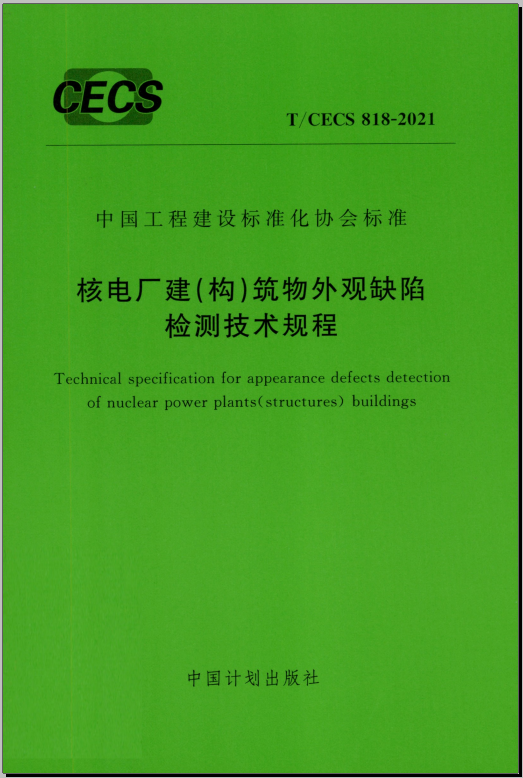 CECS
T/CECS 818-2021
中国工程建设标准化协会标准
核电厂建(构)筑物外观缺陷
检测技术规程
Technical specification for appearance defects detection
of nuclear power plants(structures) buildings
中国计划出版社